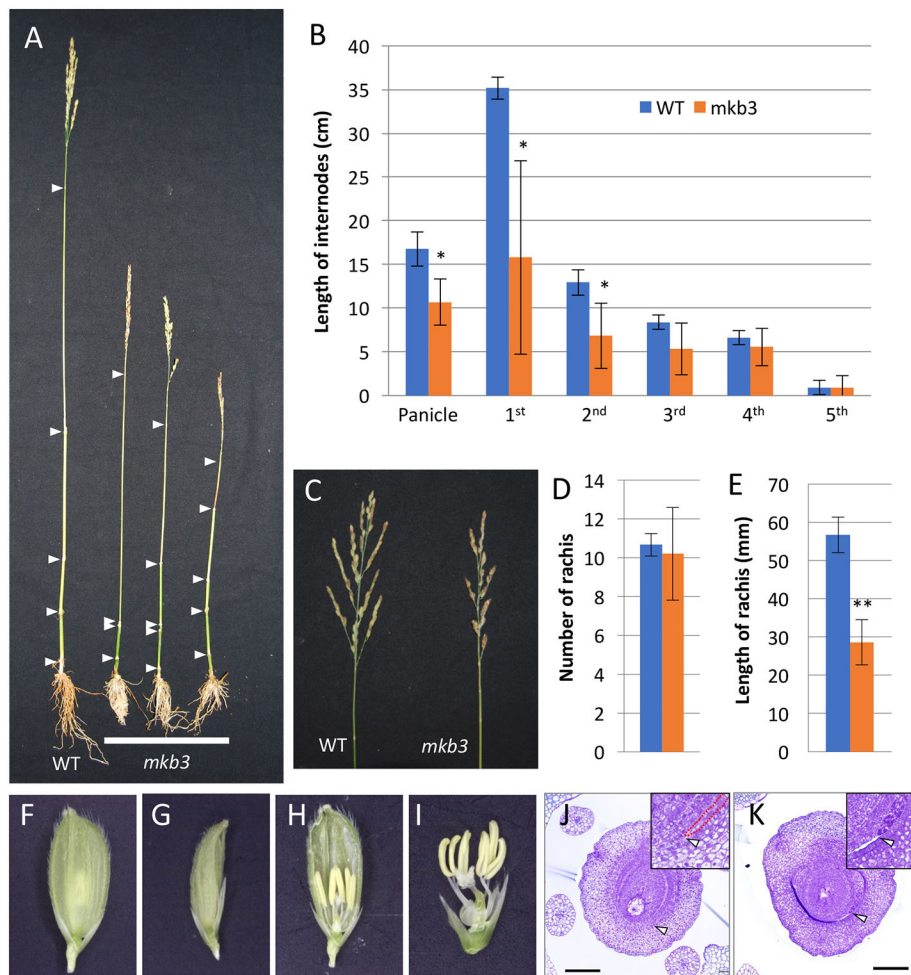 A
WT
mkb3
B
Length of internodes (cm)
40
35
30
25
20
15
10
5
0
WT
mkb3
*
*
*
Panicle
1st
2nd
3rd
4th
5th
C
WT
mkb3
D
Number of rachis
14
12
10
8
6
4
2
0
E
Length of rachis (mm)
70
60
50
40
30
20
10
0
**
F
G
H
I
J
K